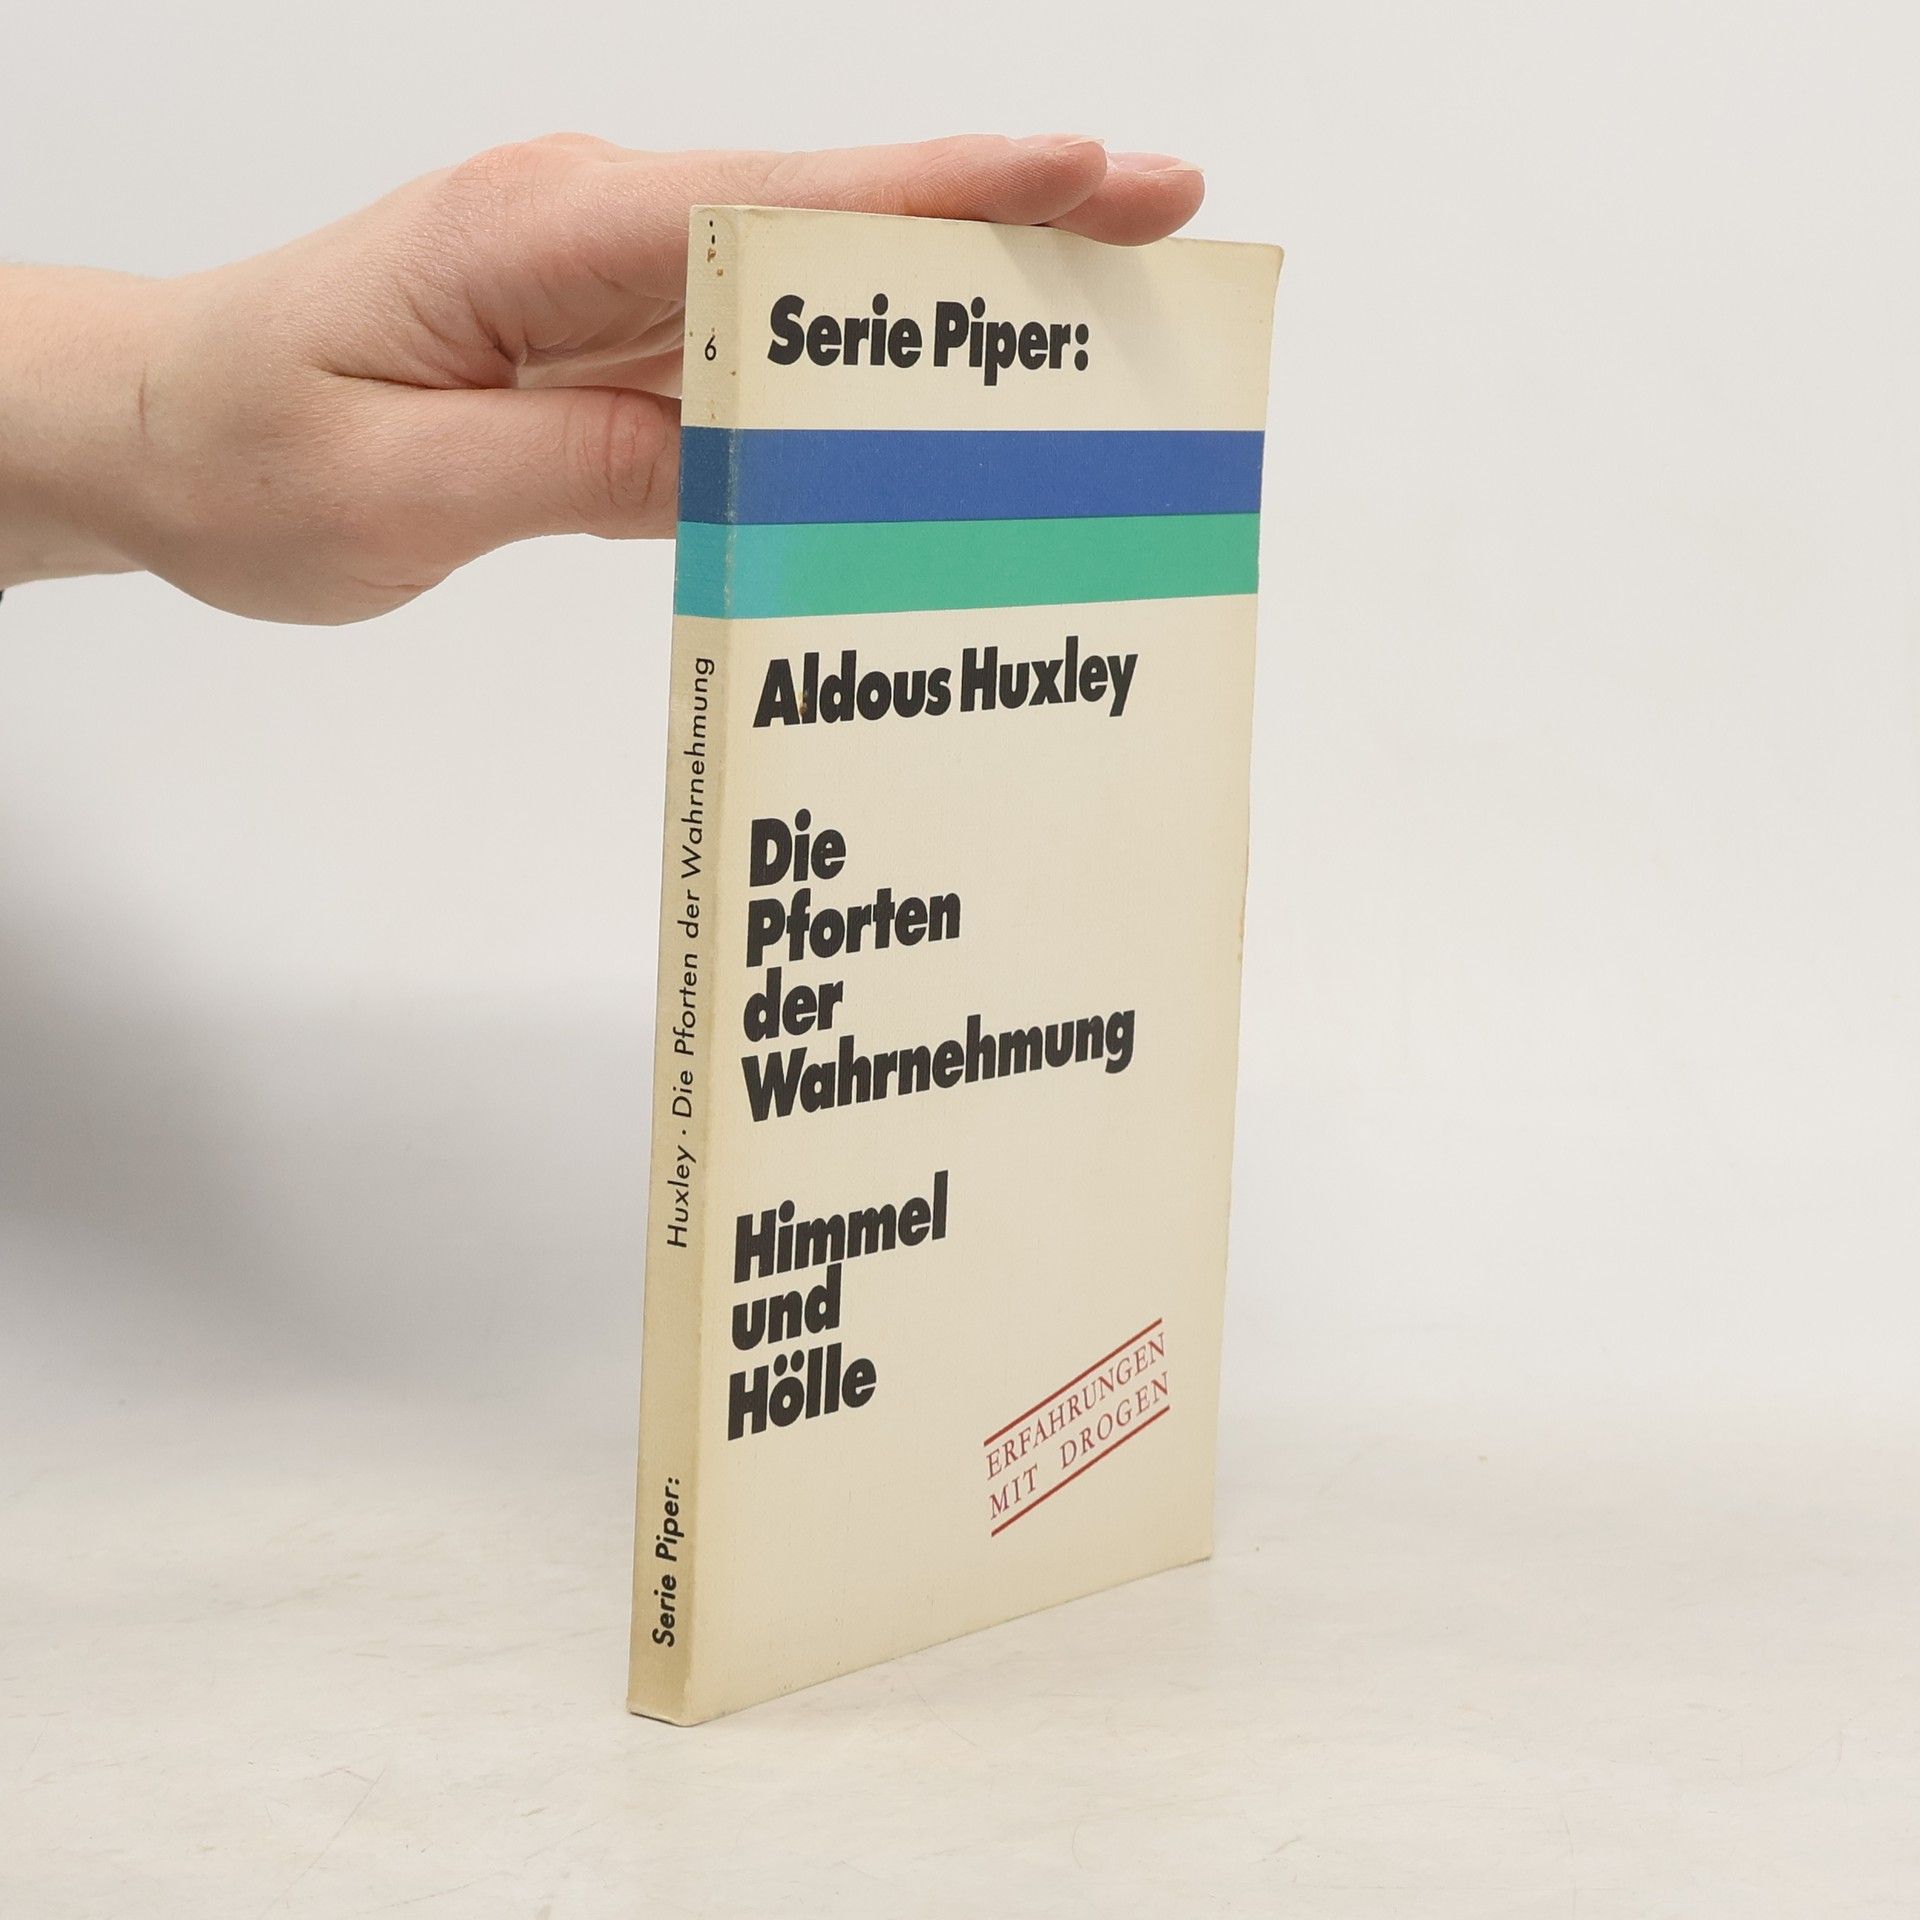 6
Huxley · Die Pforten der Wahrnehmung
Serie Piper:
Serie Piper:
Aldous Huxley
Die
Pforten
der
Wahrnehmung
Himmel
und
Hölle
ERFAHRUNGEN
MIT DROGEN